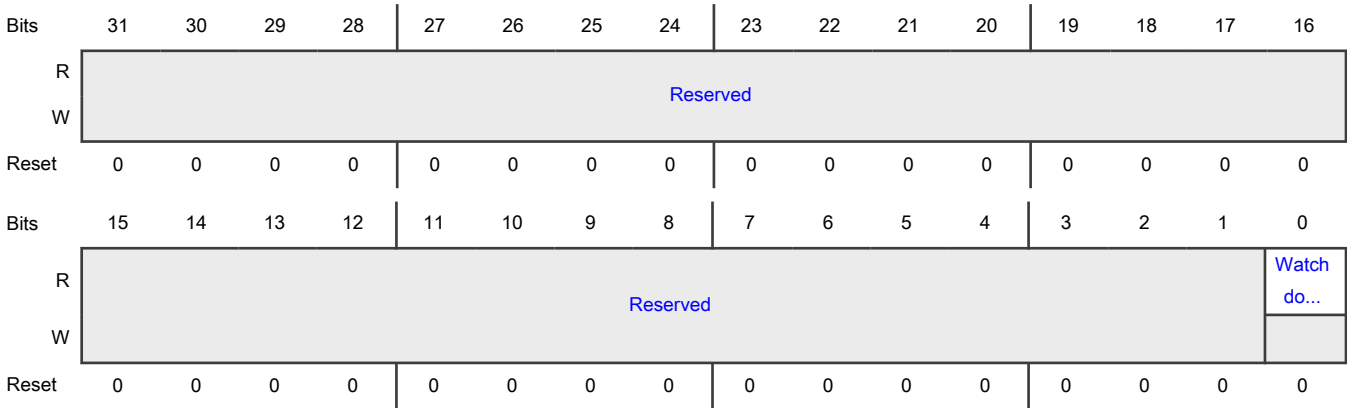 Bits 31 30 29 28 27 26 25 24 23 22 21 20 19 18 17 16
R
Reserved
W
Reset 0 0 0 0 0 0 0 0 0 0 0 0 0 0 0 0
Bits 15 14 13 12 11 10 9 8 7 6 5 4 3 2 1 0
R Watch
Reserved do...
W
Reset 0 0 0 0 0 0 0 0 0 0 0 0 0 0 0 0